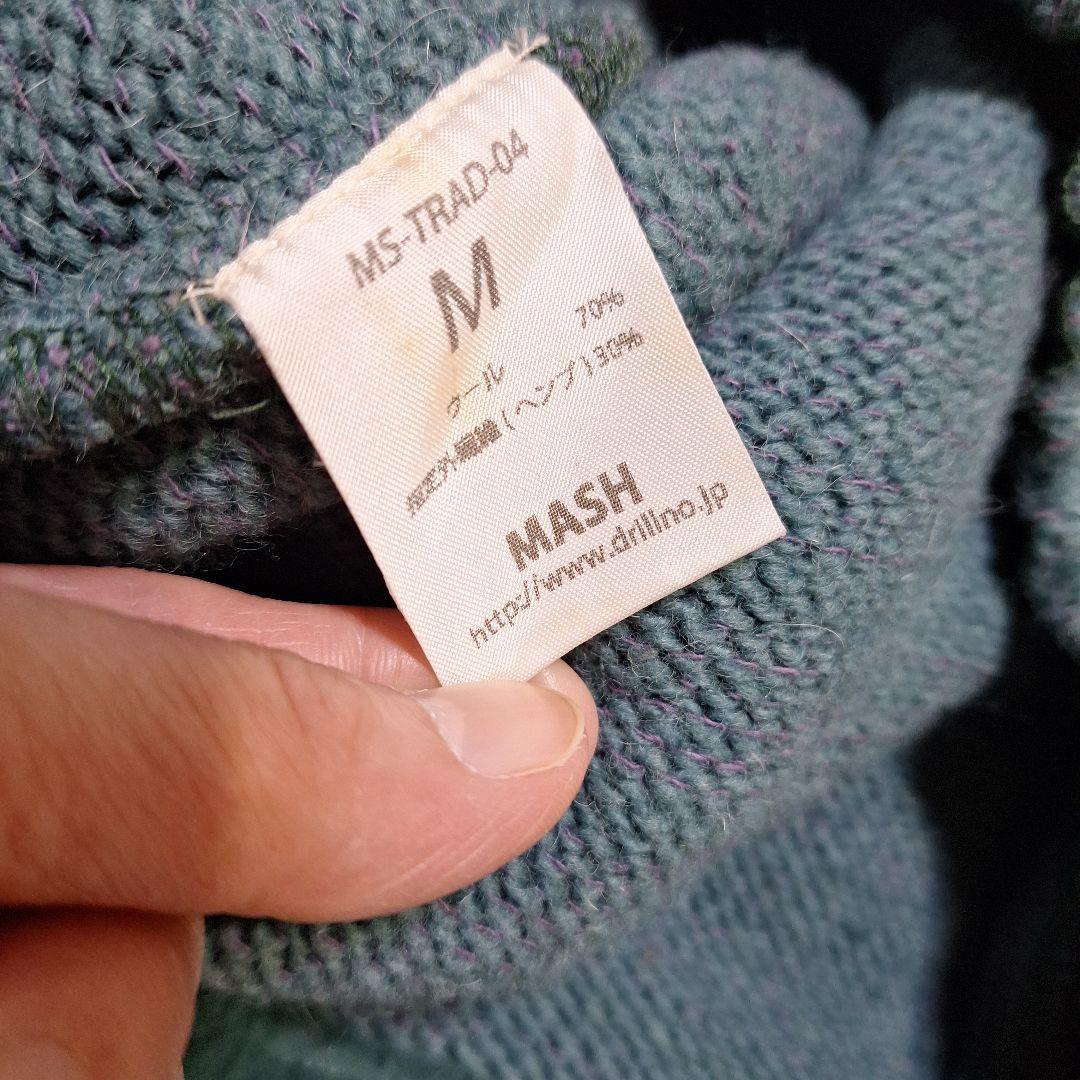 MS-TRAD-04
M
ウール 70%
指定外繊維(ヘンプ)30%
MASH
http://www.drillino.jp